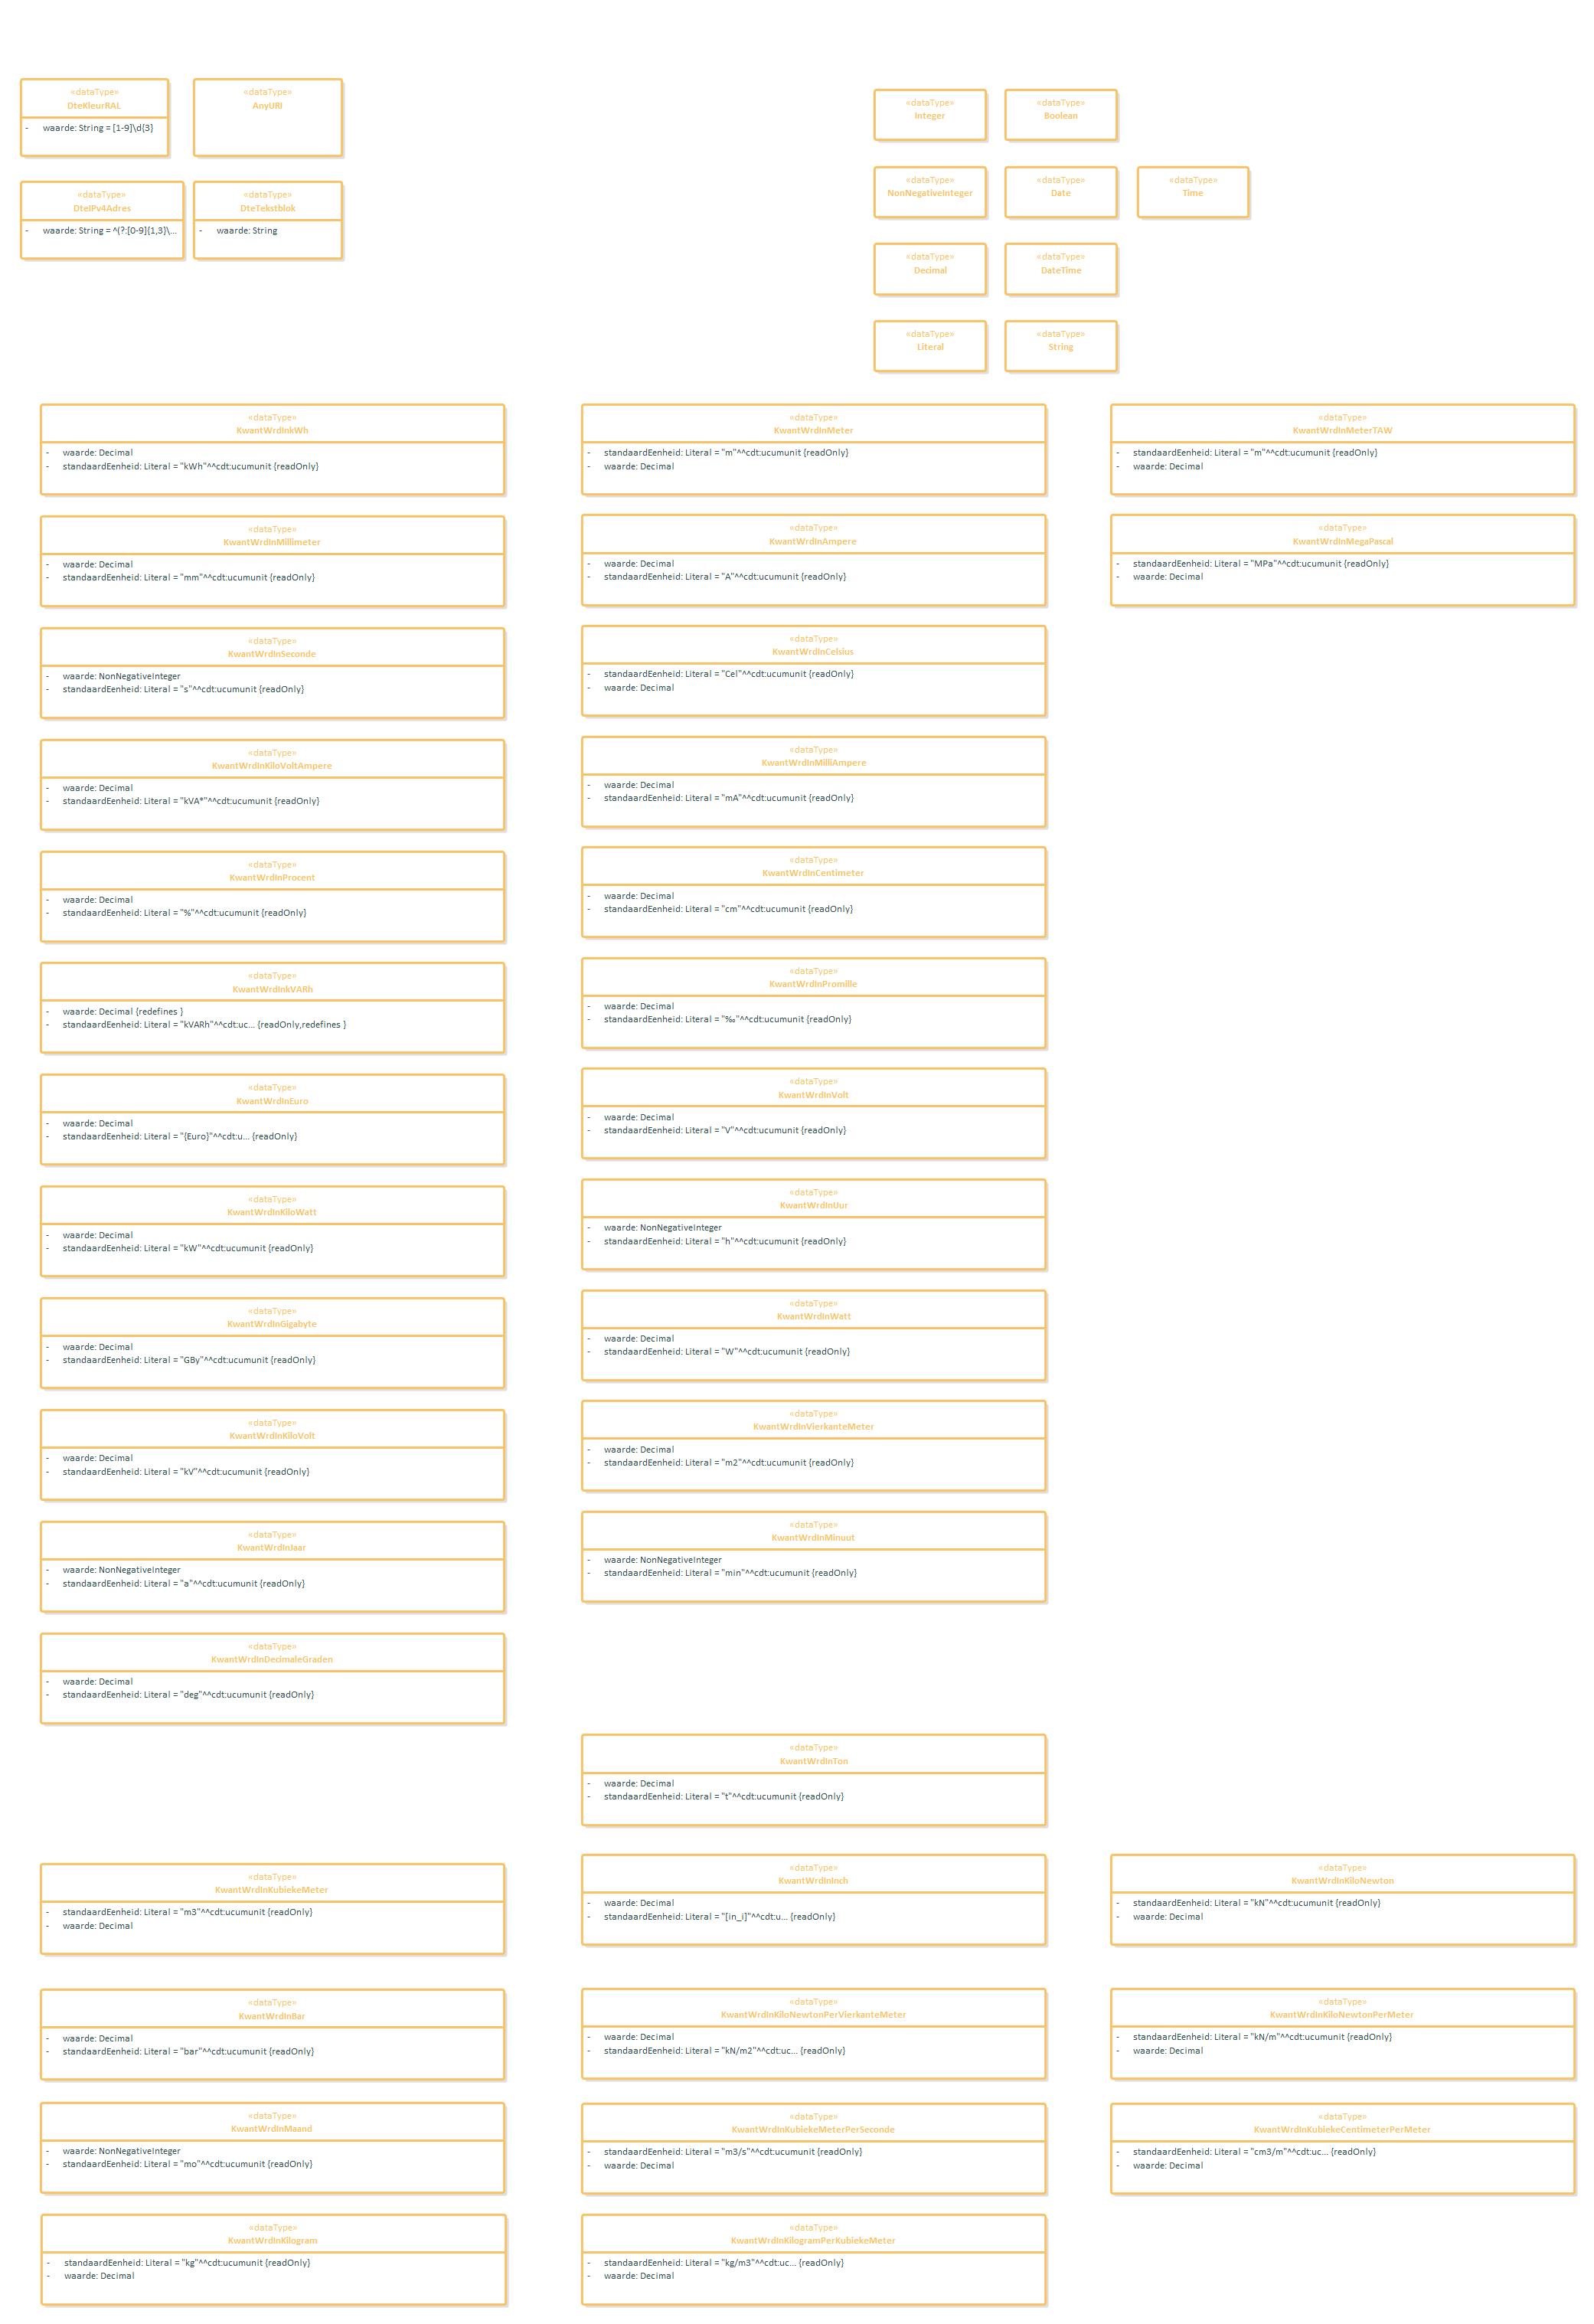 «dataType»
DteKleurRAL
- waarde: String = [1-9]\d{3}
«dataType»
AnyURI
«dataType»
DteIPv4Adres
- waarde: String = ^(?:[0-9]{1,3}\...
«dataType»
DteTekstblok
- waarde: String
«dataType»
Integer
«dataType»
Boolean
«dataType»
NonNegativeInteger
«dataType»
Date
«dataType»
Time
«dataType»
Decimal
«dataType»
DateTime
«dataType»
Literal
«dataType»
String
«dataType»
KwantWrdInkWh
- waarde: Decimal
- standaardEenheid: Literal = "kWh"^^cdt:ucumunit {readOnly}
«dataType»
KwantWrdInMeter
- standaardEenheid: Literal = "m"^^cdt:ucumunit {readOnly}
- waarde: Decimal
«dataType»
KwantWrdInMeterTAW
- standaardEenheid: Literal = "m"^^cdt:ucumunit {readOnly}
- waarde: Decimal
«dataType»
KwantWrdInMillimeter
- waarde: Decimal
- standaardEenheid: Literal = "mm"^^cdt:ucumunit {readOnly}
«dataType»
KwantWrdInAmpere
- waarde: Decimal
- standaardEenheid: Literal = "A"^^cdt:ucumunit {readOnly}
«dataType»
KwantWrdInMegaPascal
- standaardEenheid: Literal = "MPa"^^cdt:ucumunit {readOnly}
- waarde: Decimal
«dataType»
KwantWrdInSeconde
- waarde: NonNegativeInteger
- standaardEenheid: Literal = "s"^^cdt:ucumunit {readOnly}
«dataType»
KwantWrdInCelsius
- standaardEenheid: Literal = "Cel"^^cdt:ucumunit {readOnly}
- waarde: Decimal
«dataType»
KwantWrdInKiloVoltAmpere
- waarde: Decimal
- standaardEenheid: Literal = "kVA*"^^cdt:ucumunit {readOnly}
«dataType»
KwantWrdInMilliAmpere
- waarde: Decimal
- standaardEenheid: Literal = "mA"^^cdt:ucumunit {readOnly}
«dataType»
KwantWrdInProcent
- waarde: Decimal
- standaardEenheid: Literal = "%"^^cdt:ucumunit {readOnly}
«dataType»
KwantWrdInCentimeter
- waarde: Decimal
- standaardEenheid: Literal = "cm"^^cdt:ucumunit {readOnly}
«dataType»
KwantWrdInkVARh
- waarde: Decimal {redefines }
- standaardEenheid: Literal = "kVARh"^^cdt:uc... {readOnly,redefines }
«dataType»
KwantWrdInPromille
- waarde: Decimal
- standaardEenheid: Literal = "‰"^^cdt:ucumunit {readOnly}
«dataType»
KwantWrdInEuro
- waarde: Decimal
- standaardEenheid: Literal = "{Euro}"^^cdt:u... {readOnly}
«dataType»
KwantWrdInVolt
- waarde: Decimal
- standaardEenheid: Literal = "V"^^cdt:ucumunit {readOnly}
«dataType»
KwantWrdInKiloWatt
- waarde: Decimal
- standaardEenheid: Literal = "kW"^^cdt:ucumunit {readOnly}
«dataType»
KwantWrdInUur
- waarde: NonNegativeInteger
- standaardEenheid: Literal = "h"^^cdt:ucumunit {readOnly}
«dataType»
KwantWrdInGigabyte
- waarde: Decimal
- standaardEenheid: Literal = "GBy"^^cdt:ucumunit {readOnly}
«dataType»
KwantWrdInWatt
- waarde: Decimal
- standaardEenheid: Literal = "W"^^cdt:ucumunit {readOnly}
«dataType»
KwantWrdInKiloVolt
- waarde: Decimal
- standaardEenheid: Literal = "kV"^^cdt:ucumunit {readOnly}
«dataType»
KwantWrdInVierkanteMeter
- waarde: Decimal
- standaardEenheid: Literal = "m2"^^cdt:ucumunit {readOnly}
«dataType»
KwantWrdInJaar
- waarde: NonNegativeInteger
- standaardEenheid: Literal = "a"^^cdt:ucumunit {readOnly}
«dataType»
KwantWrdInMinuut
- waarde: NonNegativeInteger
- standaardEenheid: Literal = "min"^^cdt:ucumunit {readOnly}
«dataType»
KwantWrdInDecimaleGraden
- waarde: Decimal
- standaardEenheid: Literal = "deg"^^cdt:ucumunit {readOnly}
«dataType»
KwantWrdInTon
- waarde: Decimal
- standaardEenheid: Literal = "t"^^cdt:ucumunit {readOnly}
«dataType»
KwantWrdInKubiekeMeter
- standaardEenheid: Literal = "m3"^^cdt:ucumunit {readOnly}
- waarde: Decimal
«dataType»
KwantWrdInInch
- waarde: Decimal
- standaardEenheid: Literal = "[in_i]"^^cdt:u... {readOnly}
«dataType»
KwantWrdInKiloNewton
- standaardEenheid: Literal = "kN"^^cdt:ucumunit {readOnly}
- waarde: Decimal
«dataType»
KwantWrdInBar
- waarde: Decimal
- standaardEenheid: Literal = "bar"^^cdt:ucumunit {readOnly}
«dataType»
KwantWrdInKiloNewtonPerVierkanteMeter
- waarde: Decimal
- standaardEenheid: Literal = "kN/m2"^^cdt:uc... {readOnly}
«dataType»
KwantWrdInKiloNewtonPerMeter
- standaardEenheid: Literal = "kN/m"^^cdt:ucumunit {readOnly}
- waarde: Decimal
«dataType»
KwantWrdInMaand
- waarde: NonNegativeInteger
- standaardEenheid: Literal = "mo"^^cdt:ucumunit {readOnly}
«dataType»
KwantWrdInKubiekeMeterPerSeconde
- standaardEenheid: Literal = "m3/s"^^cdt:ucumunit {readOnly}
- waarde: Decimal
«dataType»
KwantWrdInKubiekeCentimeterPerMeter
- standaardEenheid: Literal = "cm3/m"^^cdt:uc... {readOnly}
- waarde: Decimal
«dataType»
KwantWrdInKilogram
- standaardEenheid: Literal = "kg"^^cdt:ucumunit {readOnly}
- waarde: Decimal
«dataType»
KwantWrdInKilogramPerKubiekeMeter
- standaardEenheid: Literal = "kg/m3"^^cdt:uc... {readOnly}
- waarde: Decimal